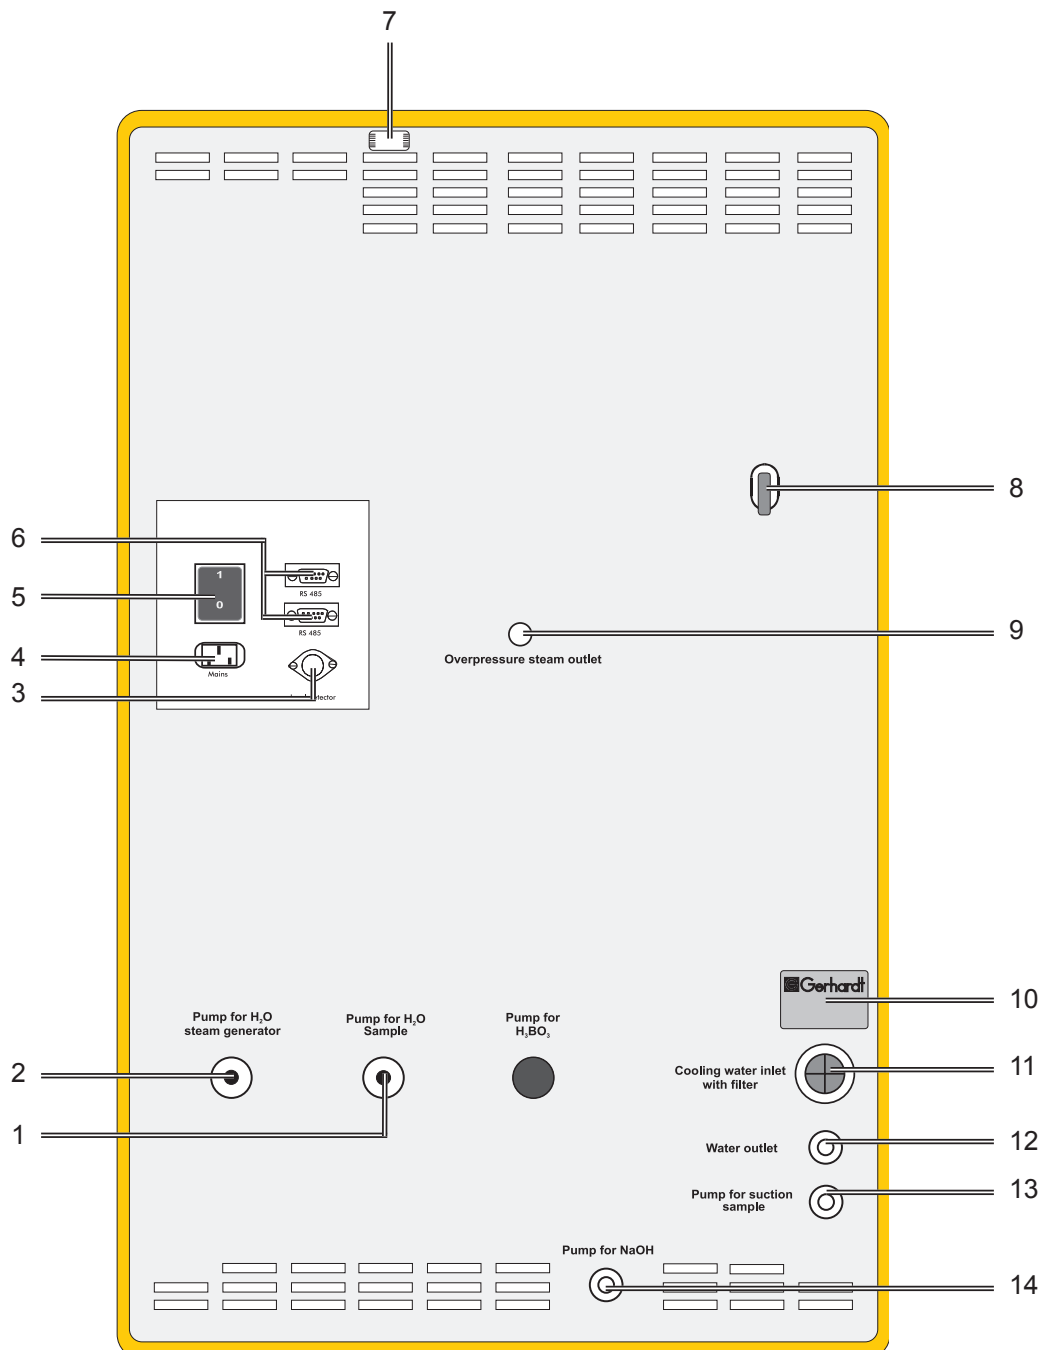 7
8
6
1
RS 485
5
0
RS 485
9
4
Overpressure steam outlet
Mains
3
Gerhardt
10
Pump for H₂O
steam generator
Pump for H₂O
Sample
Pump for
H₃BO₃
2
Cooling water inlet
with filter
11
1
Water outlet
12
Pump for suction
sample
13
Pump for NaOH
14